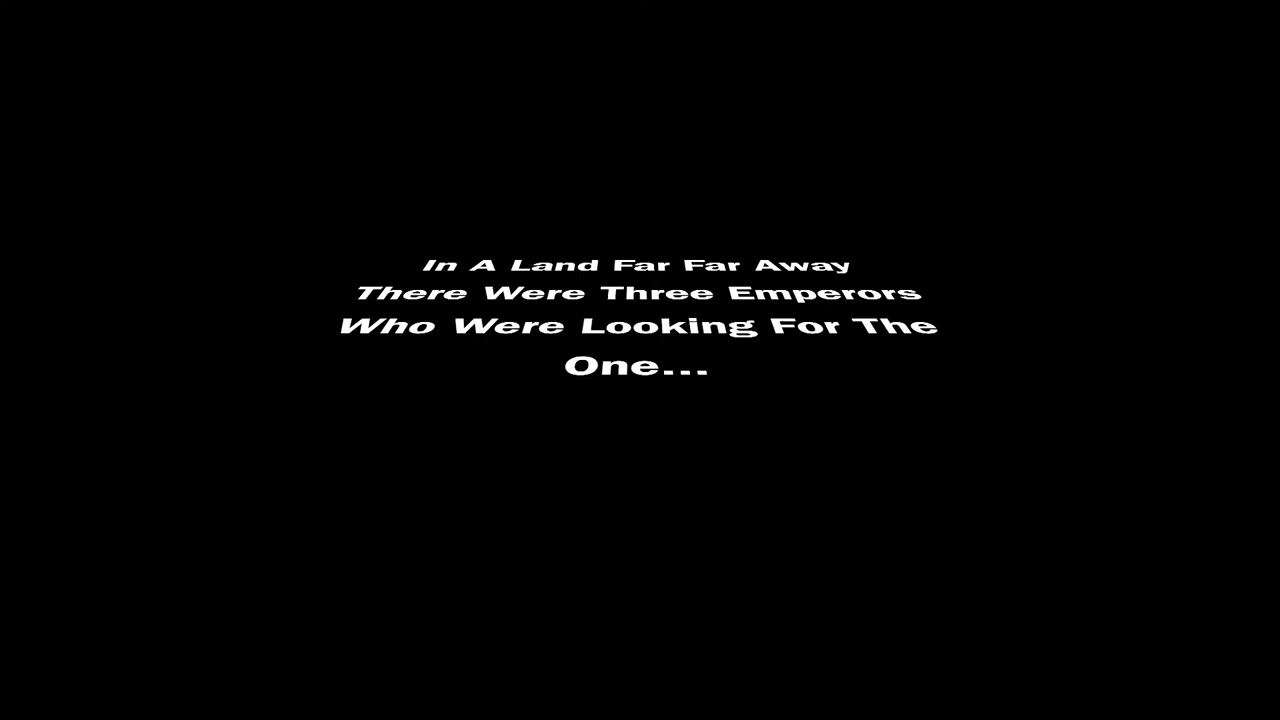 In A Land Far Far Away
There Were Three Emperors
Who Were Looking For The
One...